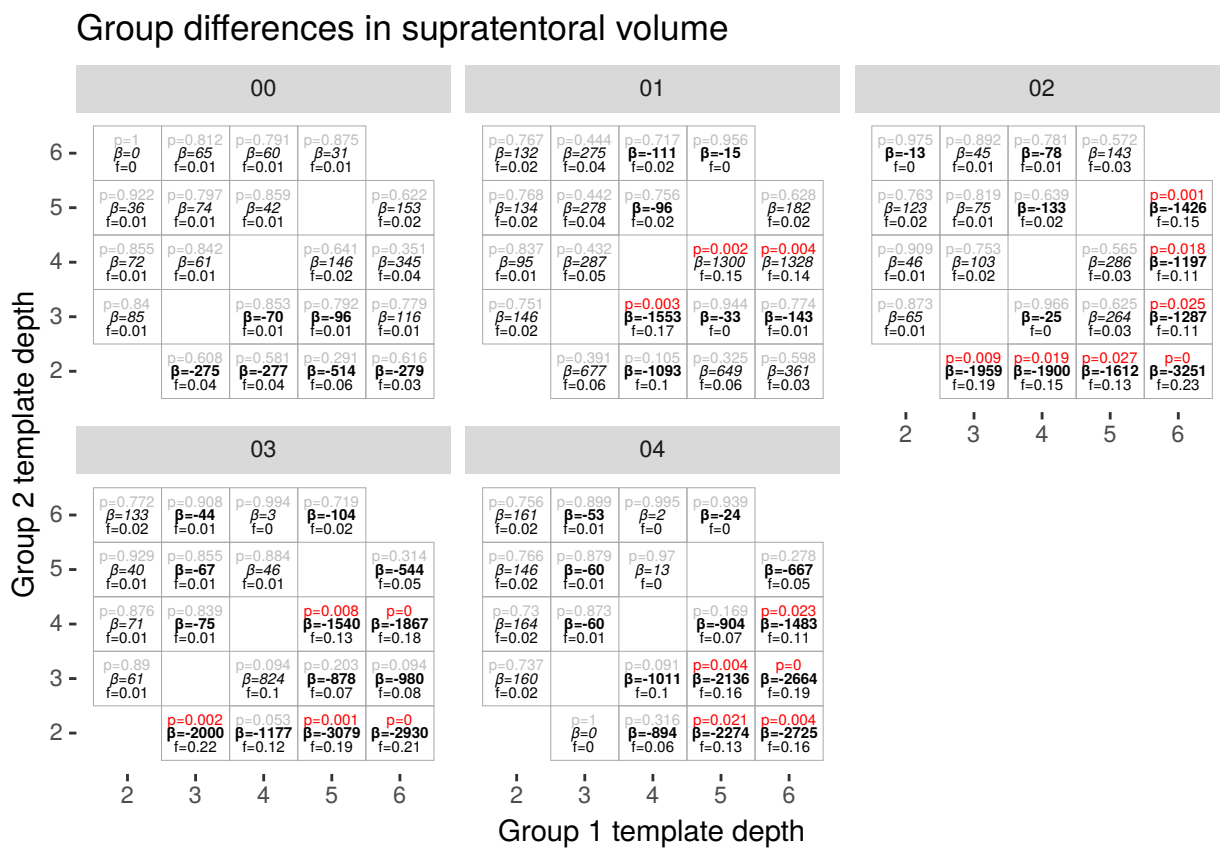 Group differences in supratentoral volume
Group 2 template depth
00
6
p=1 p=0.812 p=0.791 p=0.875
β=0 β=65 β=60 β=31
f=0 f=0.01 f=0.01 f=0.01
5
p=0.922 p=0.797 p=0.859 p=0.622
β=36 β=74 β=42 β=153
f=0.01 f=0.01 f=0.01 f=0.02
4
p=0.855 p=0.842 p=0.641 p=0.351
β=72 β=61 β=146 β=345
f=0.01 f=0.01 f=0.02 f=0.04
3
p=0.84 p=0.853 p=0.792 p=0.779
β=85 β=-70 β=-96 β=116
f=0.01 f=0.01 f=0.01 f=0.01
2
p=0.608 p=0.581 p=0.291 p=0.616
β=-275 β=-277 β=-514 β=-279
f=0.04 f=0.04 f=0.06 f=0.03
01
p=0.767 p=0.444 p=0.717 p=0.956
β=132 β=275 β=-111 β=-15
f=0.02 f=0.04 f=0.02 f=0
p=0.768 p=0.442 p=0.756 p=0.628
β=134 β=278 β=-96 β=182
f=0.02 f=0.04 f=0.02 f=0.02
p=0.837 p=0.432 p=0.002 p=0.004
β=95 β=287 β=1300 β=1328
f=0.01 f=0.05 f=0.15 f=0.14
p=0.751 p=0.003 p=0.944 p=0.774
β=146 β=-1553 β=-33 β=-143
f=0.02 f=0.17 f=0 f=0.01
p=0.391 p=0.105 p=0.325 p=0.598
β=677 β=-1093 β=649 β=361
f=0.06 f=0.1 f=0.06 f=0.03
02
p=0.975 p=0.892 p=0.781 p=0.572
β=-13 β=45 β=-78 β=143
f=0 f=0.01 f=0.01 f=0.03
p=0.763 p=0.819 p=0.639 p=0.001
β=123 β=75 β=-133 β=-1426
f=0.02 f=0.01 f=0.02 f=0.15
p=0.909 p=0.753 p=0.565 p=0.018
β=46 β=103 β=286 β=-1197
f=0.01 f=0.02 f=0.03 f=0.11
p=0.873 p=0.966 p=0.625 p=0.025
β=65 β=-25 β=264 β=-1287
f=0.01 f=0 f=0.03 f=0.11
p=0.009 p=0.019 p=0.027 p=0
β=-1959 β=-1900 β=-1612 β=-3251
f=0.19 f=0.15 f=0.13 f=0.23
2 3 4 5 6
03
6
p=0.772 p=0.908 p=0.994 p=0.719
β=133 β=-44 β=3 β=-104
f=0.02 f=0.01 f=0 f=0.02
5
p=0.929 p=0.855 p=0.884 p=0.314
β=40 β=-67 β=46 β=-544
f=0.01 f=0.01 f=0.01 f=0.05
4
p=0.876 p=0.839 p=0.008 p=0
β=71 β=-75 β=-1540 β=-1867
f=0.01 f=0.01 f=0.13 f=0.18
3
p=0.89 p=0.094 p=0.203 p=0.094
β=61 β=824 β=-878 β=-980
f=0.01 f=0.1 f=0.07 f=0.08
2
p=0.002 p=0.053 p=0.001 p=0
β=-2000 β=-1177 β=-3079 β=-2930
f=0.22 f=0.12 f=0.19 f=0.21
2 3 4 5 6
04
p=0.756 p=0.899 p=0.995 p=0.939
β=161 β=-53 β=2 β=-24
f=0.02 f=0.01 f=0 f=0
p=0.766 p=0.879 p=0.97 p=0.278
β=146 β=-60 β=13 β=-667
f=0.02 f=0.01 f=0 f=0.05
p=0.73 p=0.873 p=0.169 p=0.023
β=164 β=-60 β=-904 β=-1483
f=0.02 f=0.01 f=0.07 f=0.11
p=0.737 p=0.091 p=0.004 p=0
β=160 β=-1011 β=-2136 β=-2664
f=0.02 f=0.1 f=0.16 f=0.19
p=1 p=0.316 p=0.021 p=0.004
β=0 β=-894 β=-2274 β=-2725
f=0 f=0.06 f=0.13 f=0.16
2 3 4 5 6
Group 1 template depth